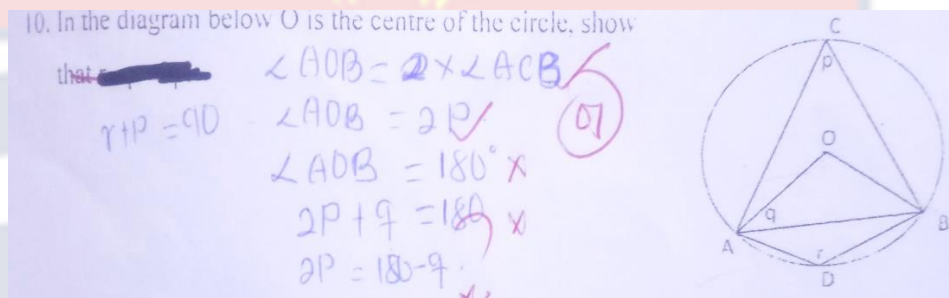 10. In the diagram below O is the centre of the circle, show
that
∠AOB = 2 × ∠ACB
r+P = 90
∠AOB = 2P
07
∠AOB = 180°
2P + q = 180
2P = 180-q
C
P
O
q
A
B
r
D